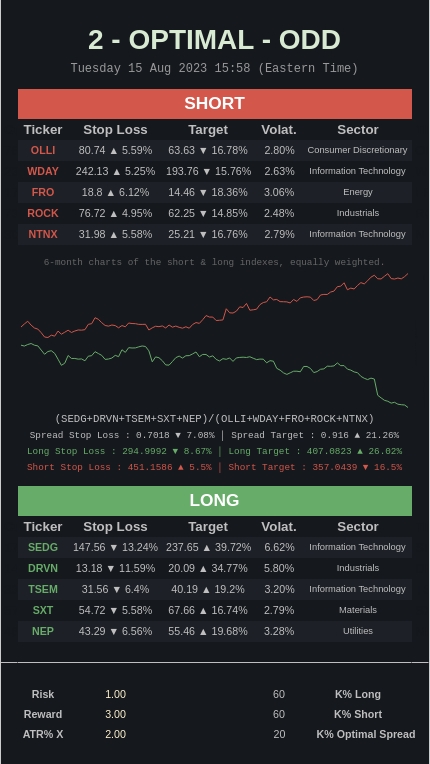 2 - OPTIMAL - ODD
Tuesday 15 Aug 2023 15:58 (Eastern Time)
SHORT
Ticker Stop Loss Target Volat. Sector
OLLI 80.74 ▲ 5.59% 63.63 ▼ 16.78% 2.80% Consumer Discretionary
WDAY 242.13 ▲ 5.25% 193.76 ▼ 15.76% 2.63% Information Technology
FRO 18.8 ▲ 6.12% 14.46 ▼ 18.36% 3.06% Energy
ROCK 76.72 ▲ 4.95% 62.25 ▼ 14.85% 2.48% Industrials
NTNX 31.98 ▲ 5.58% 25.21 ▼ 16.76% 2.79% Information Technology
6-month charts of the short & long indexes, equally weighted.
(SEDG+DRVN+TSEM+SXT+NEP)/(OLLI+WDAY+FRO+ROCK+NTNX)
Spread Stop Loss : 0.7018 ▼ 7.08% | Spread Target : 0.916 ▲ 21.26%
Long Stop Loss : 294.9992 ▼ 8.67% | Long Target : 407.0823 ▲ 26.02%
Short Stop Loss : 451.1586 ▲ 5.5% | Short Target : 357.0439 ▼ 16.5%
LONG
Ticker Stop Loss Target Volat. Sector
SEDG 147.56 ▼ 13.24% 237.65 ▲ 39.72% 6.62% Information Technology
DRVN 13.18 ▼ 11.59% 20.09 ▲ 34.77% 5.80% Industrials
TSEM 31.56 ▼ 6.4% 40.19 ▲ 19.2% 3.20% Information Technology
SXT 54.72 ▼ 5.58% 67.66 ▲ 16.74% 2.79% Materials
NEP 43.29 ▼ 6.56% 55.46 ▲ 19.68% 3.28% Utilities
Risk 1.00 60 K% Long
Reward 3.00 60 K% Short
ATR% X 2.00 20 K% Optimal Spread